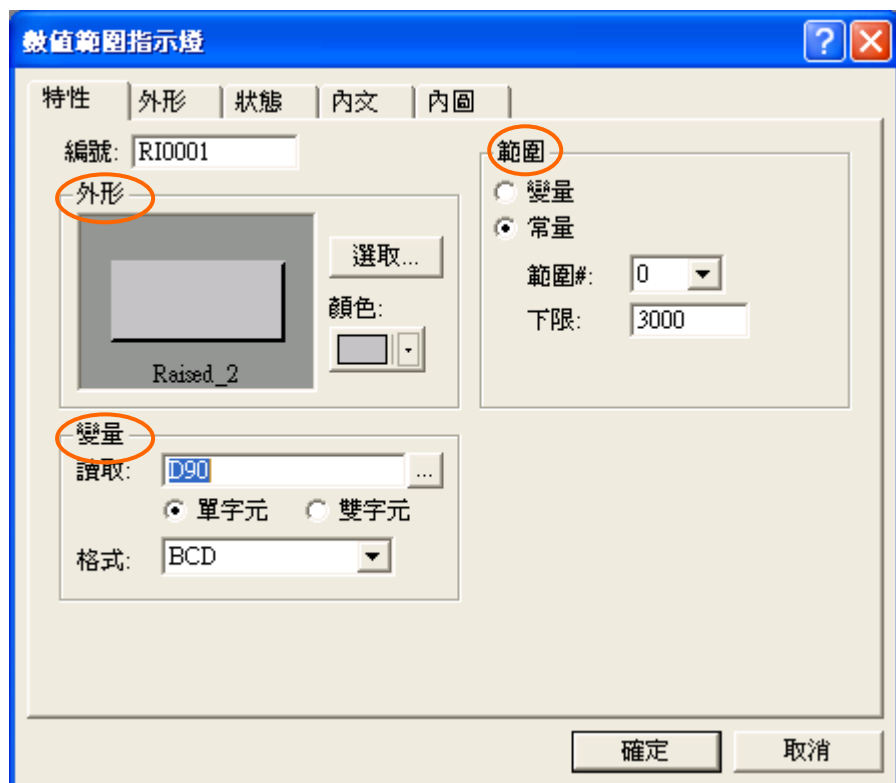 數值範圍指示燈
特性 外形 狀態 內文 內圖
編號: RI0001
外形
選取...
顏色:
Raised_2
變量
讀取: D90 ...
單字元 雙字元
格式: BCD
範圍
變量
常量
範圍#: 0
下限: 3000
確定 取消